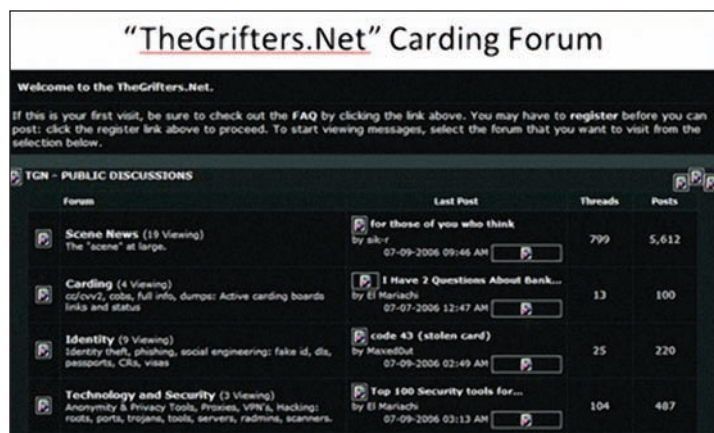 “TheGrifters.Net” Carding Forum
Welcome to the TheGrifters.Net.
If this is your first visit, be sure to check out the FAQ by clicking the link above. You may have to register before you can
post: click the register link above to proceed. To start viewing messages, select the forum that you want to visit from the
selection below.
TGN - PUBLIC DISCUSSIONS
Forum Last Post Threads Posts
Scene News (19 Viewing)
The "scene" at large.
for those of you who think
by sik-r
07-09-2006 09:46 AM
799 5,612
Carding (4 Viewing)
cc/cvv2, cobs, full info, dumps: Active carding boards
links and status
I Have 2 Questions About Bank...
by El Mariachi
07-07-2006 12:47 AM
13 100
Identity (9 Viewing)
Identity theft, phishing, social engineering: fake id, dls,
passports, CRs, visas
code 43 (stolen card)
by Maxed0ut
07-09-2006 02:49 AM
25 220
Technology and Security (3 Viewing)
Anonymity & Privacy Tools, Proxies, VPN's, Hacking:
roots, ports, trojans, tools, servers, radmins, scanners.
Top 100 Security tools for...
by El Mariachi
07-09-2006 03:13 AM
104 487